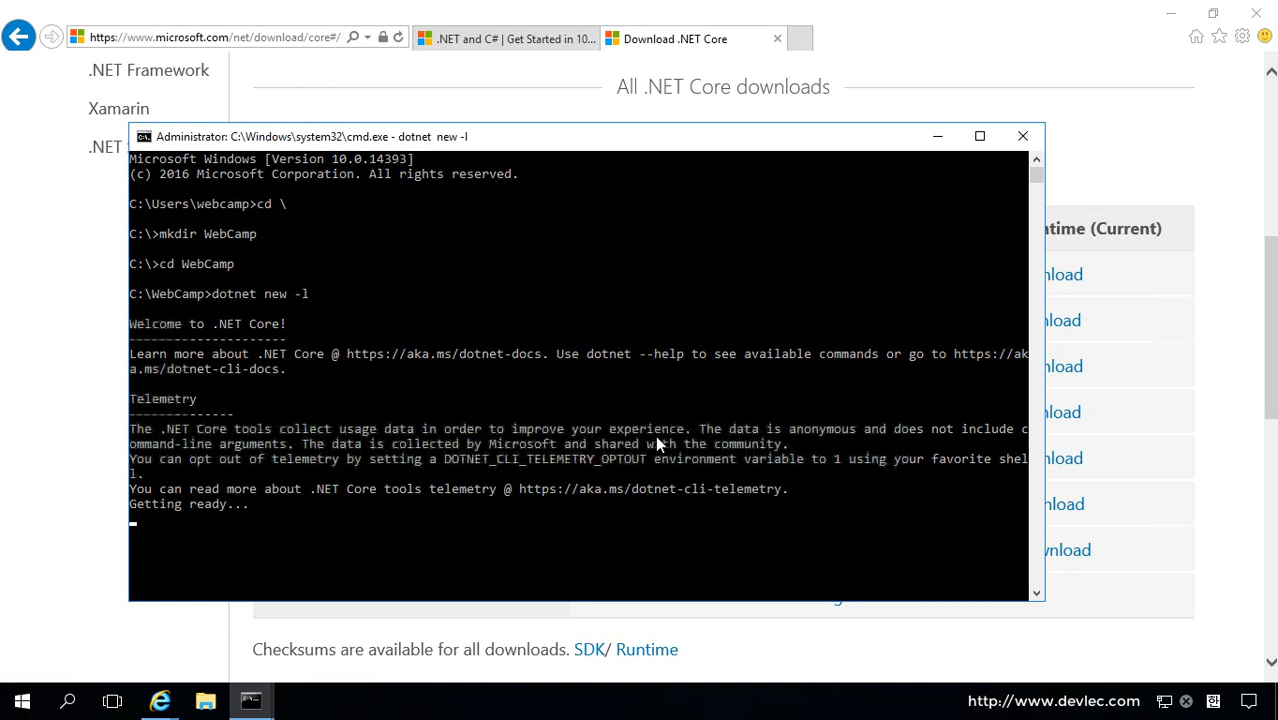 https://www.microsoft.com/net/download/core#/
.NET and C# | Get Started in 10...
Download .NET Core
.NET Framework
Xamarin
.NET
All .NET Core downloads
Administrator: C:\Windows\system32\cmd.exe - dotnet new -l
Microsoft Windows [Version 10.0.14393]
(c) 2016 Microsoft Corporation. All rights reserved.
C:\Users\webcamp>cd \
C:\>mkdir WebCamp
C:\>cd WebCamp
C:\WebCamp>dotnet new -l
Welcome to .NET Core!
---------------------
Learn more about .NET Core @ https://aka.ms/dotnet-docs. Use dotnet --help to see available commands or go to https://ak
a.ms/dotnet-cli-docs.
Telemetry
--------------
The .NET Core tools collect usage data in order to improve your experience. The data is anonymous and does not include c
ommand-line arguments. The data is collected by Microsoft and shared with the community.
You can opt out of telemetry by setting a DOTNET_CLI_TELEMETRY_OPTOUT environment variable to 1 using your favorite shel
l.
You can read more about .NET Core tools telemetry @ https://aka.ms/dotnet-cli-telemetry.
Getting ready...
ntime (Current)
nload
nload
nload
nload
nload
nload
wnload
Checksums are available for all downloads. SDK/ Runtime
http://www.devlec.com